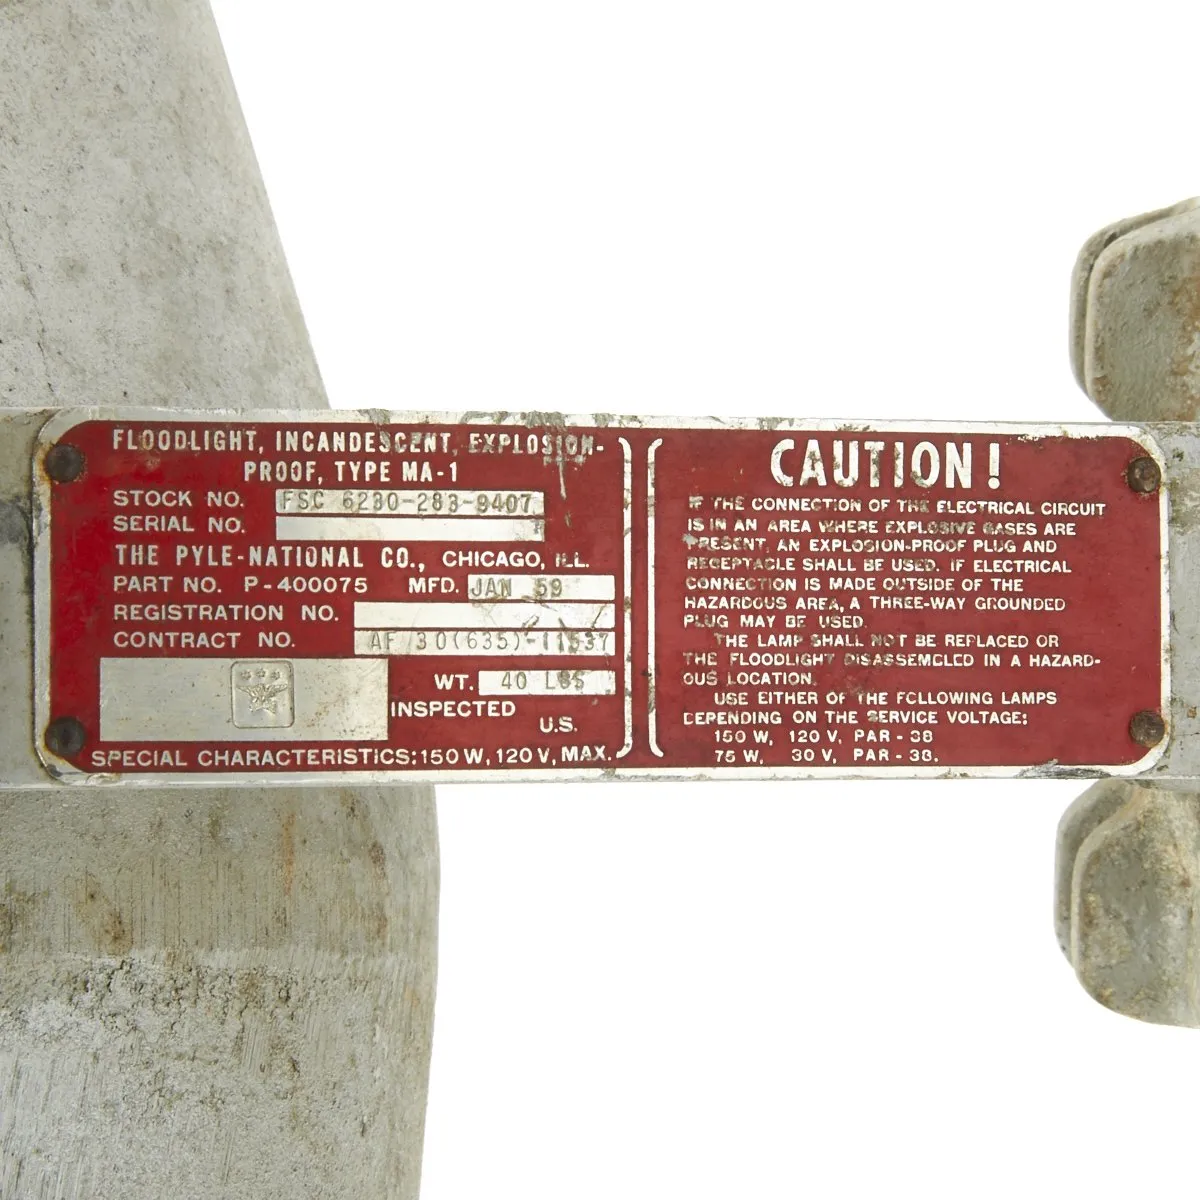 FLOODLIGHT, INCANDESCENT, EXPLOSION-
PROOF, TYPE MA-1
STOCK NO. FSC 6230-283-9407
SERIAL NO.
THE PYLE-NATIONAL CO., CHICAGO, ILL.
PART NO. P-400075 MFD. JAN 59
REGISTRATION NO.
CONTRACT NO. AF 30(635)-11537
WT. 40 LBS
INSPECTED
U.S.
SPECIAL CHARACTERISTICS: 150 W, 120 V, MAX.
CAUTION!
IF THE CONNECTION OF THE ELECTRICAL CIRCUIT
IS IN AN AREA WHERE EXPLOSIVE GASES ARE
PRESENT, AN EXPLOSION-PROOF PLUG AND
RECEPTACLE SHALL BE USED. IF ELECTRICAL
CONNECTION IS MADE OUTSIDE OF THE
HAZARDOUS AREA, A THREE-WAY GROUNDED
PLUG MAY BE USED.
THE LAMP SHALL NOT BE REPLACED OR
THE FLOODLIGHT DISASSEMBLED IN A HAZARD-
OUS LOCATION.
USE EITHER OF THE FOLLOWING LAMPS
DEPENDING ON THE SERVICE VOLTAGE:
150 W, 120 V, PAR - 38
75 W, 30 V, PAR - 38.